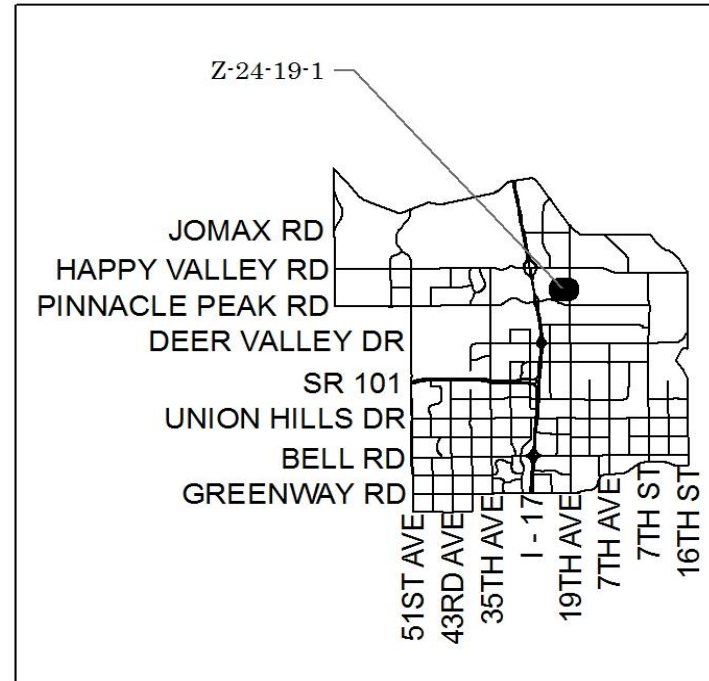 Z-24-19-1
JOMAX RD
HAPPY VALLEY RD
PINNACLE PEAK RD
DEER VALLEY DR
SR 101
UNION HILLS DR
BELL RD
GREENWAY RD
51ST AVE
43RD AVE
35TH AVE
I - 17
19TH AVE
7TH AVE
7TH ST
16TH ST